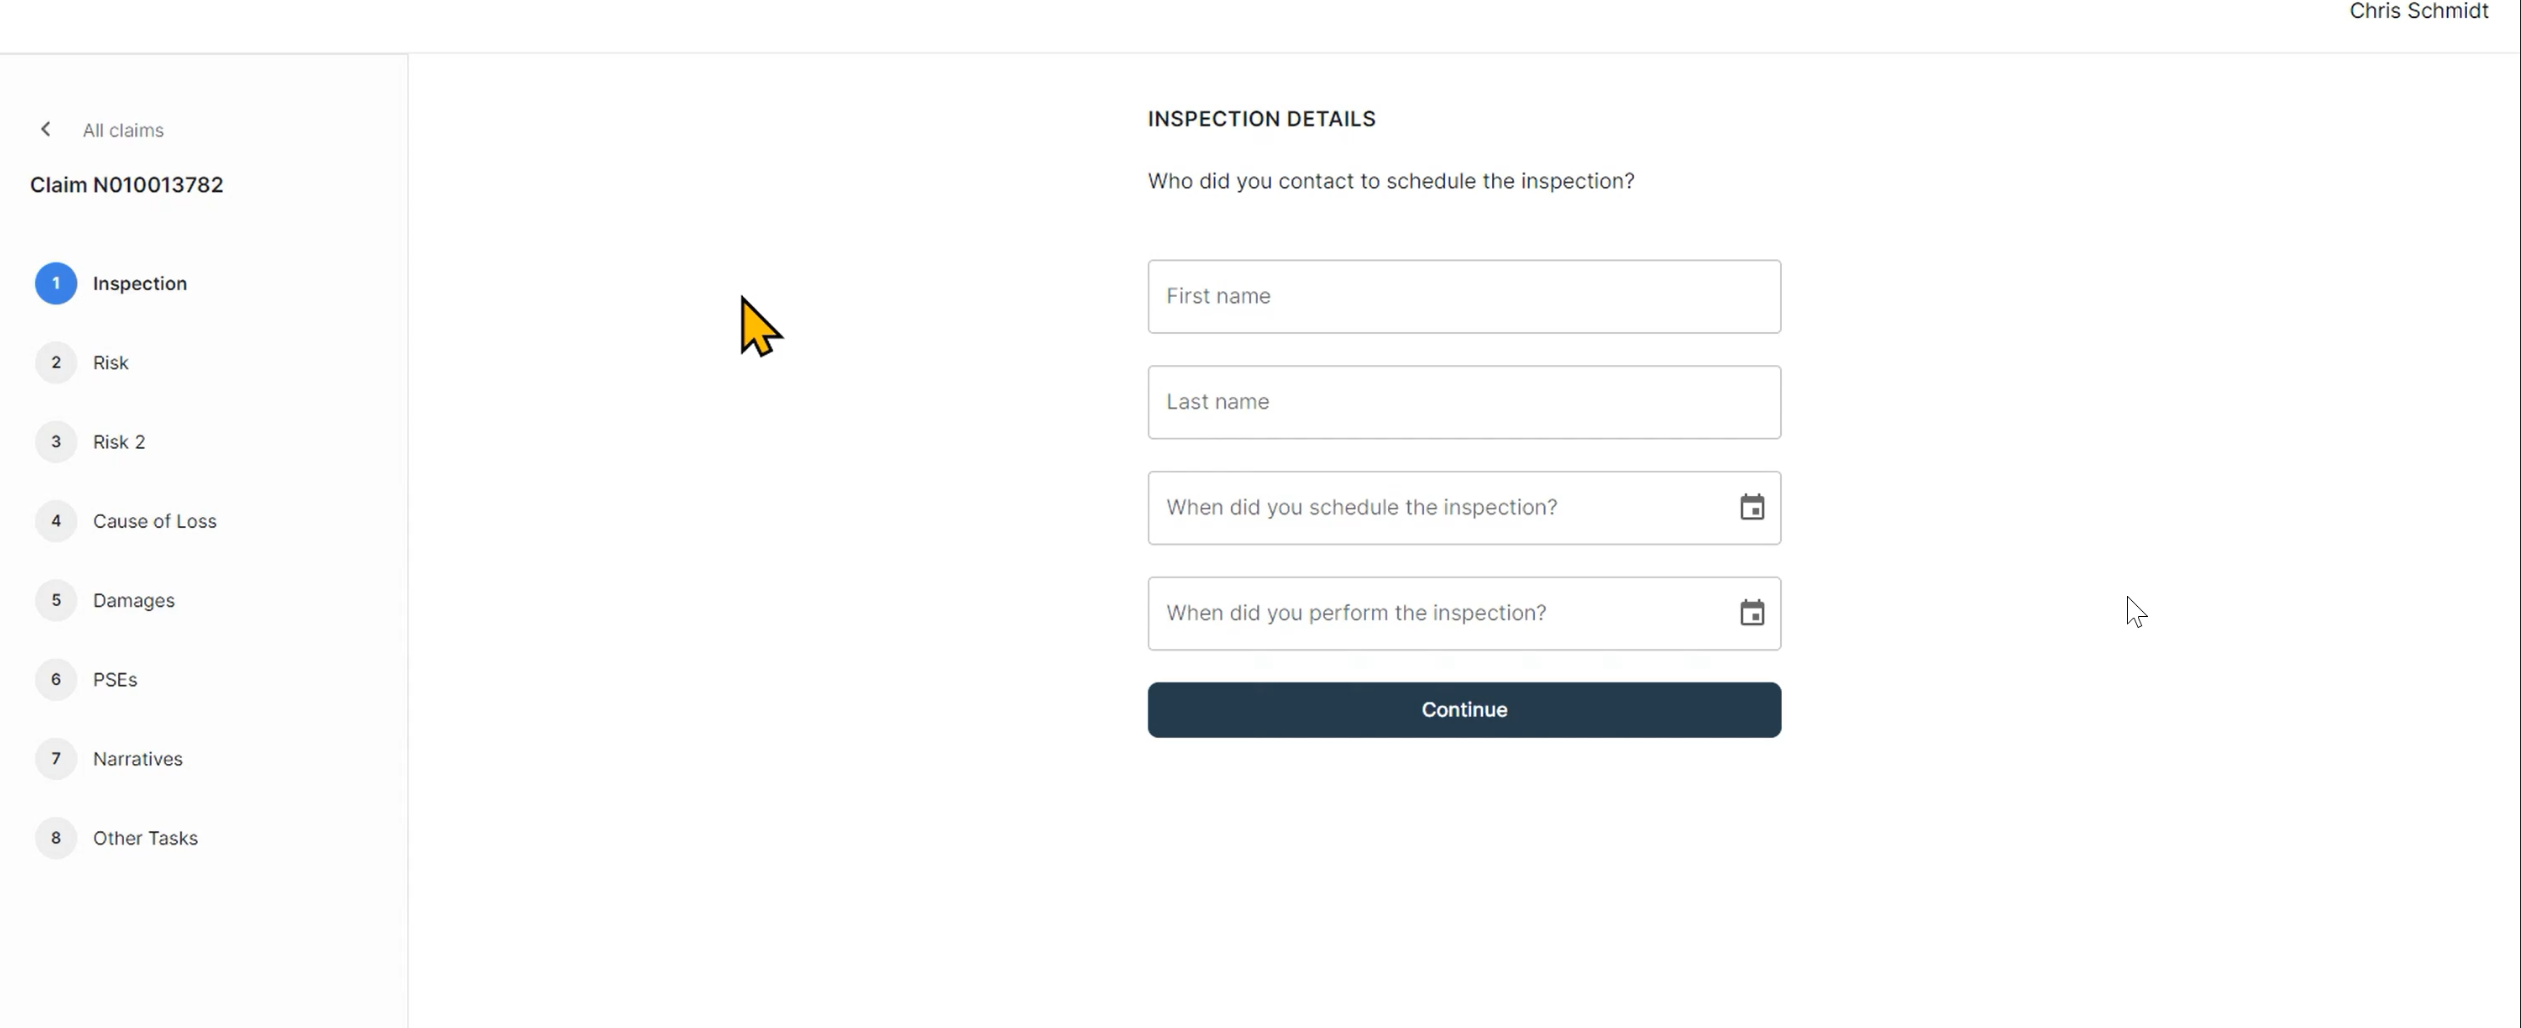 Chris Schmidt
All claims
Claim N010013782
1 Inspection
2 Risk
3 Risk 2
4 Cause of Loss
5 Damages
6 PSEs
7 Narratives
8 Other Tasks
INSPECTION DETAILS
Who did you contact to schedule the inspection?
First name
Last name
When did you schedule the inspection?
When did you perform the inspection?
Continue